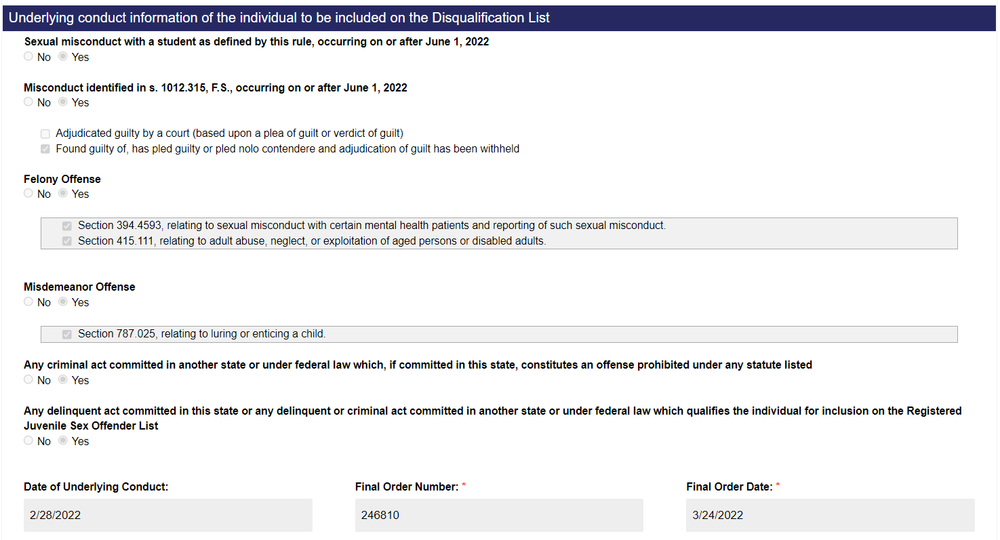 Underlying conduct information of the individual to be included on the Disqualification List
Sexual misconduct with a student as defined by this rule, occurring on or after June 1, 2022
No Yes
Misconduct identified in s. 1012.315, F.S., occurring on or after June 1, 2022
No Yes
Adjudicated guilty by a court (based upon a plea of guilt or verdict of guilt)
Found guilty of, has pled guilty or pled nolo contendere and adjudication of guilt has been withheld
Felony Offense
No Yes
Section 394.4593, relating to sexual misconduct with certain mental health patients and reporting of such sexual misconduct.
Section 415.111, relating to adult abuse, neglect, or exploitation of aged persons or disabled adults.
Misdemeanor Offense
No Yes
Section 787.025, relating to luring or enticing a child.
Any criminal act committed in another state or under federal law which, if committed in this state, constitutes an offense prohibited under any statute listed
No Yes
Any delinquent act committed in this state or any delinquent or criminal act committed in another state or under federal law which qualifies the individual for inclusion on the Registered
Juvenile Sex Offender List
No Yes
Date of Underlying Conduct: Final Order Number: * Final Order Date: *
2/28/2022 246810 3/24/2022